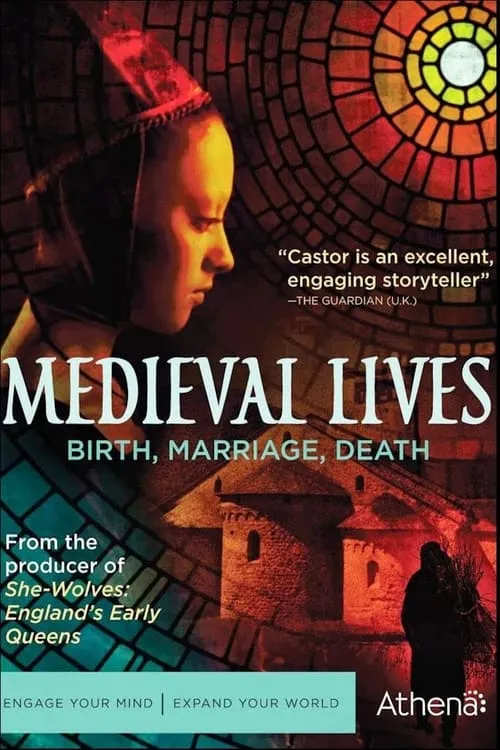 “Castor is an excellent,
engaging storyteller”
—THE GUARDIAN (U.K.)
MEDIEVAL LIVES
BIRTH, MARRIAGE, DEATH
From the
producer of
She-Wolves:
England’s Early
Queens
ENGAGE YOUR MIND | EXPAND YOUR WORLD
Athena